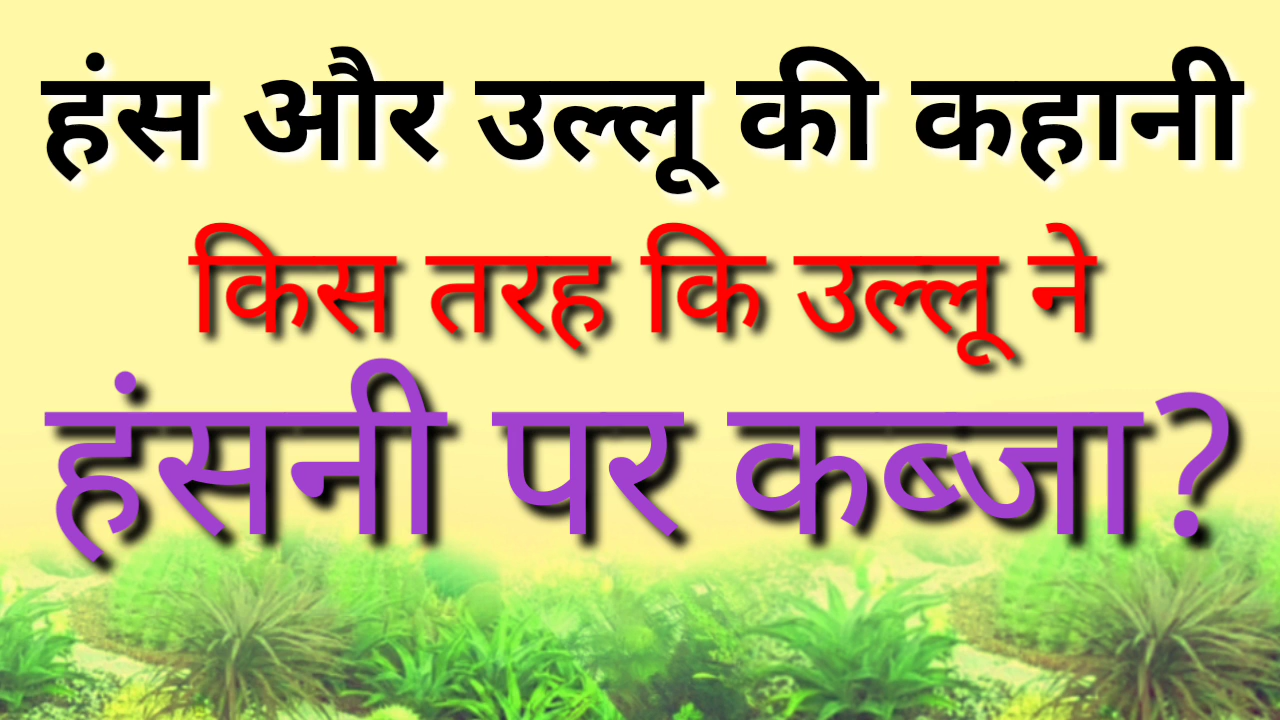 हंस और उल्लू की कहानी
किस तरह कि उल्लू ने
हंसनी पर कब्जा?